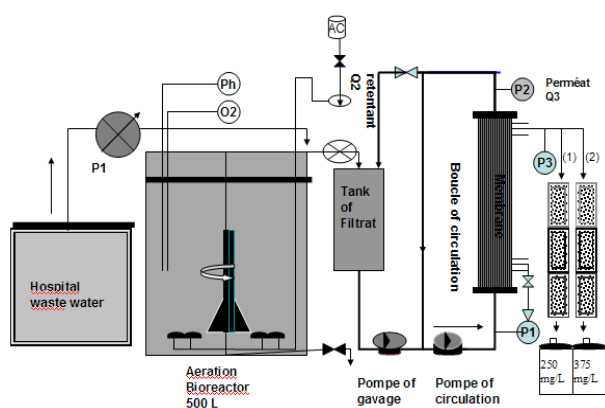 AC
Ph
O2
P1
Q2
retentant
P2
Perméat
Q3
P3
(1)
(2)
Hospital
waste water
Tank
of
Filtrat
Boucle of circulation
Membrane
P1
Aeration
Bioreactor
500 L
Pompe of
gavage
Pompe of
circulation
250
mg/L
375
mg/L